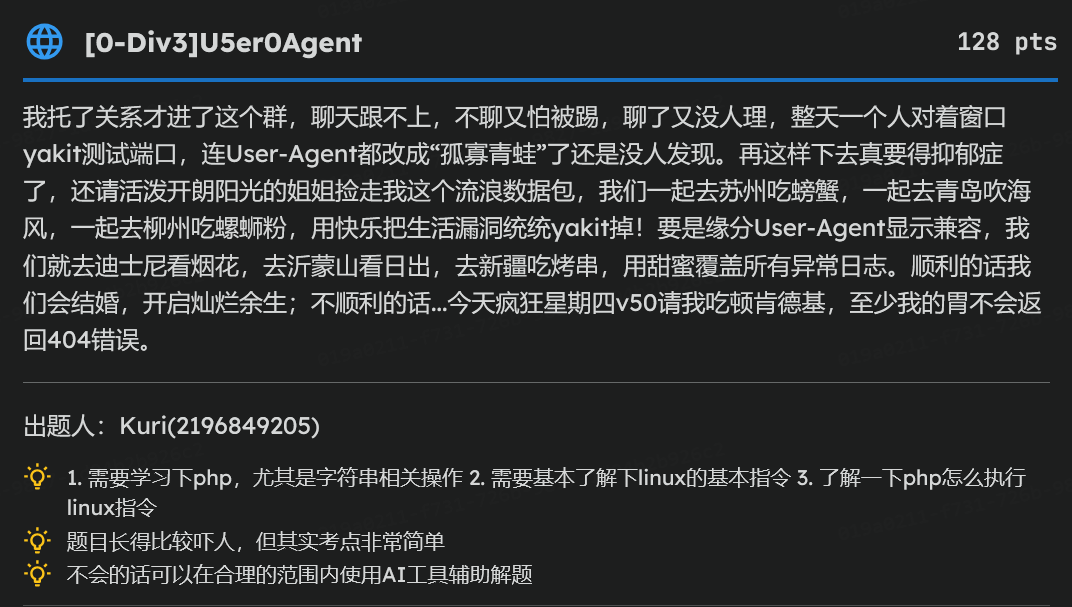 [0-Div3]U5er0Agent
128 pts
我托了关系才进了这个群，聊天跟不上，不聊又怕被踢，聊了又没人理，整天一个人对着窗口
yakit测试端口，连User-Agent都改成“孤寡青蛙”了还是没人发现。再这样下去真要得抑郁症
了，还请活泼开朗阳光的姐姐捡走我这个流浪数据包，我们一起去苏州吃螃蟹，一起去青岛吹海
风，一起去柳州吃螺蛳粉，用快乐把生活漏洞统统yakit掉！要是缘分User-Agent显示兼容，我
们就去迪士尼看烟花，去沂蒙山看日出，去新疆吃烤串，用甜蜜覆盖所有异常日志。顺利的话我
们会结婚，开启灿烂余生；不顺利的话...今天疯狂星期四v50请我吃顿肯德基，至少我的胃不会返
回404错误。
出题人：Kuri(2196849205)
1. 需要学习下php，尤其是字符串相关操作 2. 需要基本了解下linux的基本指令 3. 了解一下php怎么执行
linux指令
题目长得比较吓人，但其实考点非常简单
不会的话可以在合理的范围内使用AI工具辅助解题